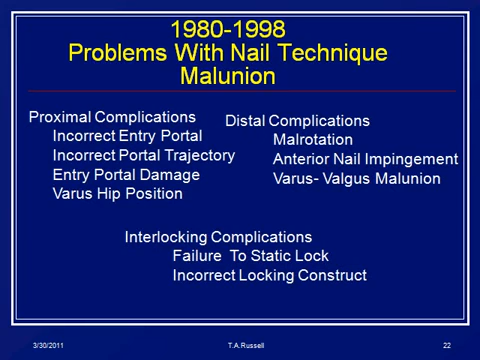 1980-1998
Problems With Nail Technique
Malunion
Proximal Complications
Incorrect Entry Portal
Incorrect Portal Trajectory
Entry Portal Damage
Varus Hip Position
Distal Complications
Malrotation
Anterior Nail Impingement
Varus- Valgus Malunion
Interlocking Complications
Failure To Static Lock
Incorrect Locking Construct
3/30/2011
T.A.Russell
22